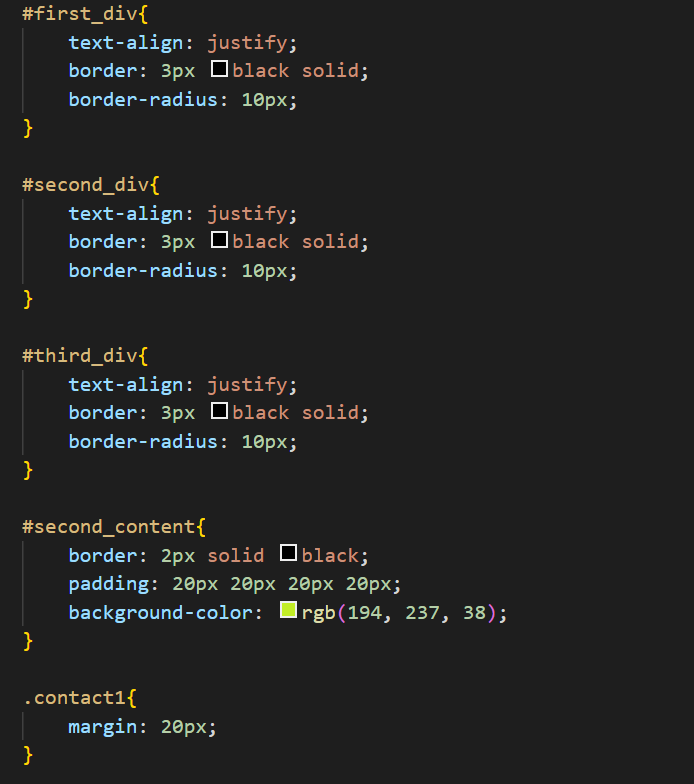 #first_div{
text-align: justify;
border: 3px black solid;
border-radius: 10px;
}
#second_div{
text-align: justify;
border: 3px black solid;
border-radius: 10px;
}
#third_div{
text-align: justify;
border: 3px black solid;
border-radius: 10px;
}
#second_content{
border: 2px solid black;
padding: 20px 20px 20px 20px;
background-color: rgb(194, 237, 38);
}
.contact1{
margin: 20px;
}